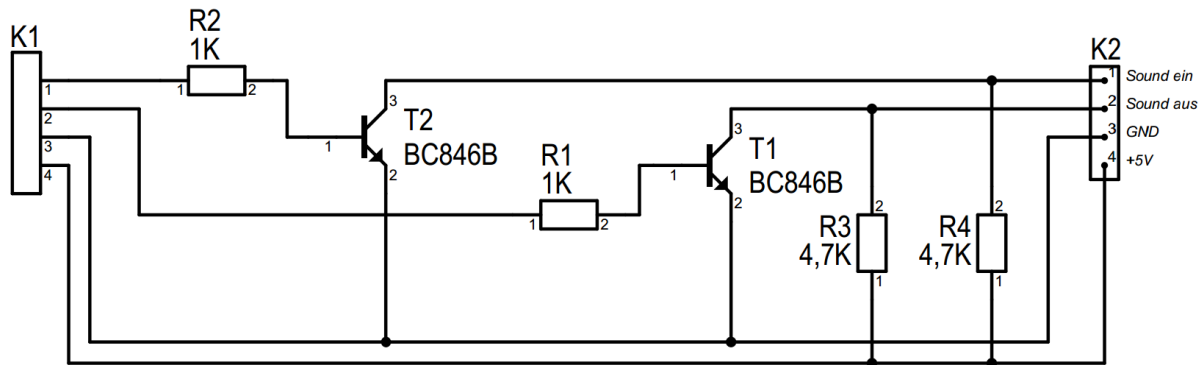 K1
1
2
3
4
R2
1K
1
2
1
3
T2
BC846B
2
R1
1K
1
2
1
3
T1
BC846B
2
2
R3
4,7K
1
2
R4
4,7K
1
K2
1 Sound ein
2 Sound aus
3 GND
4 +5V